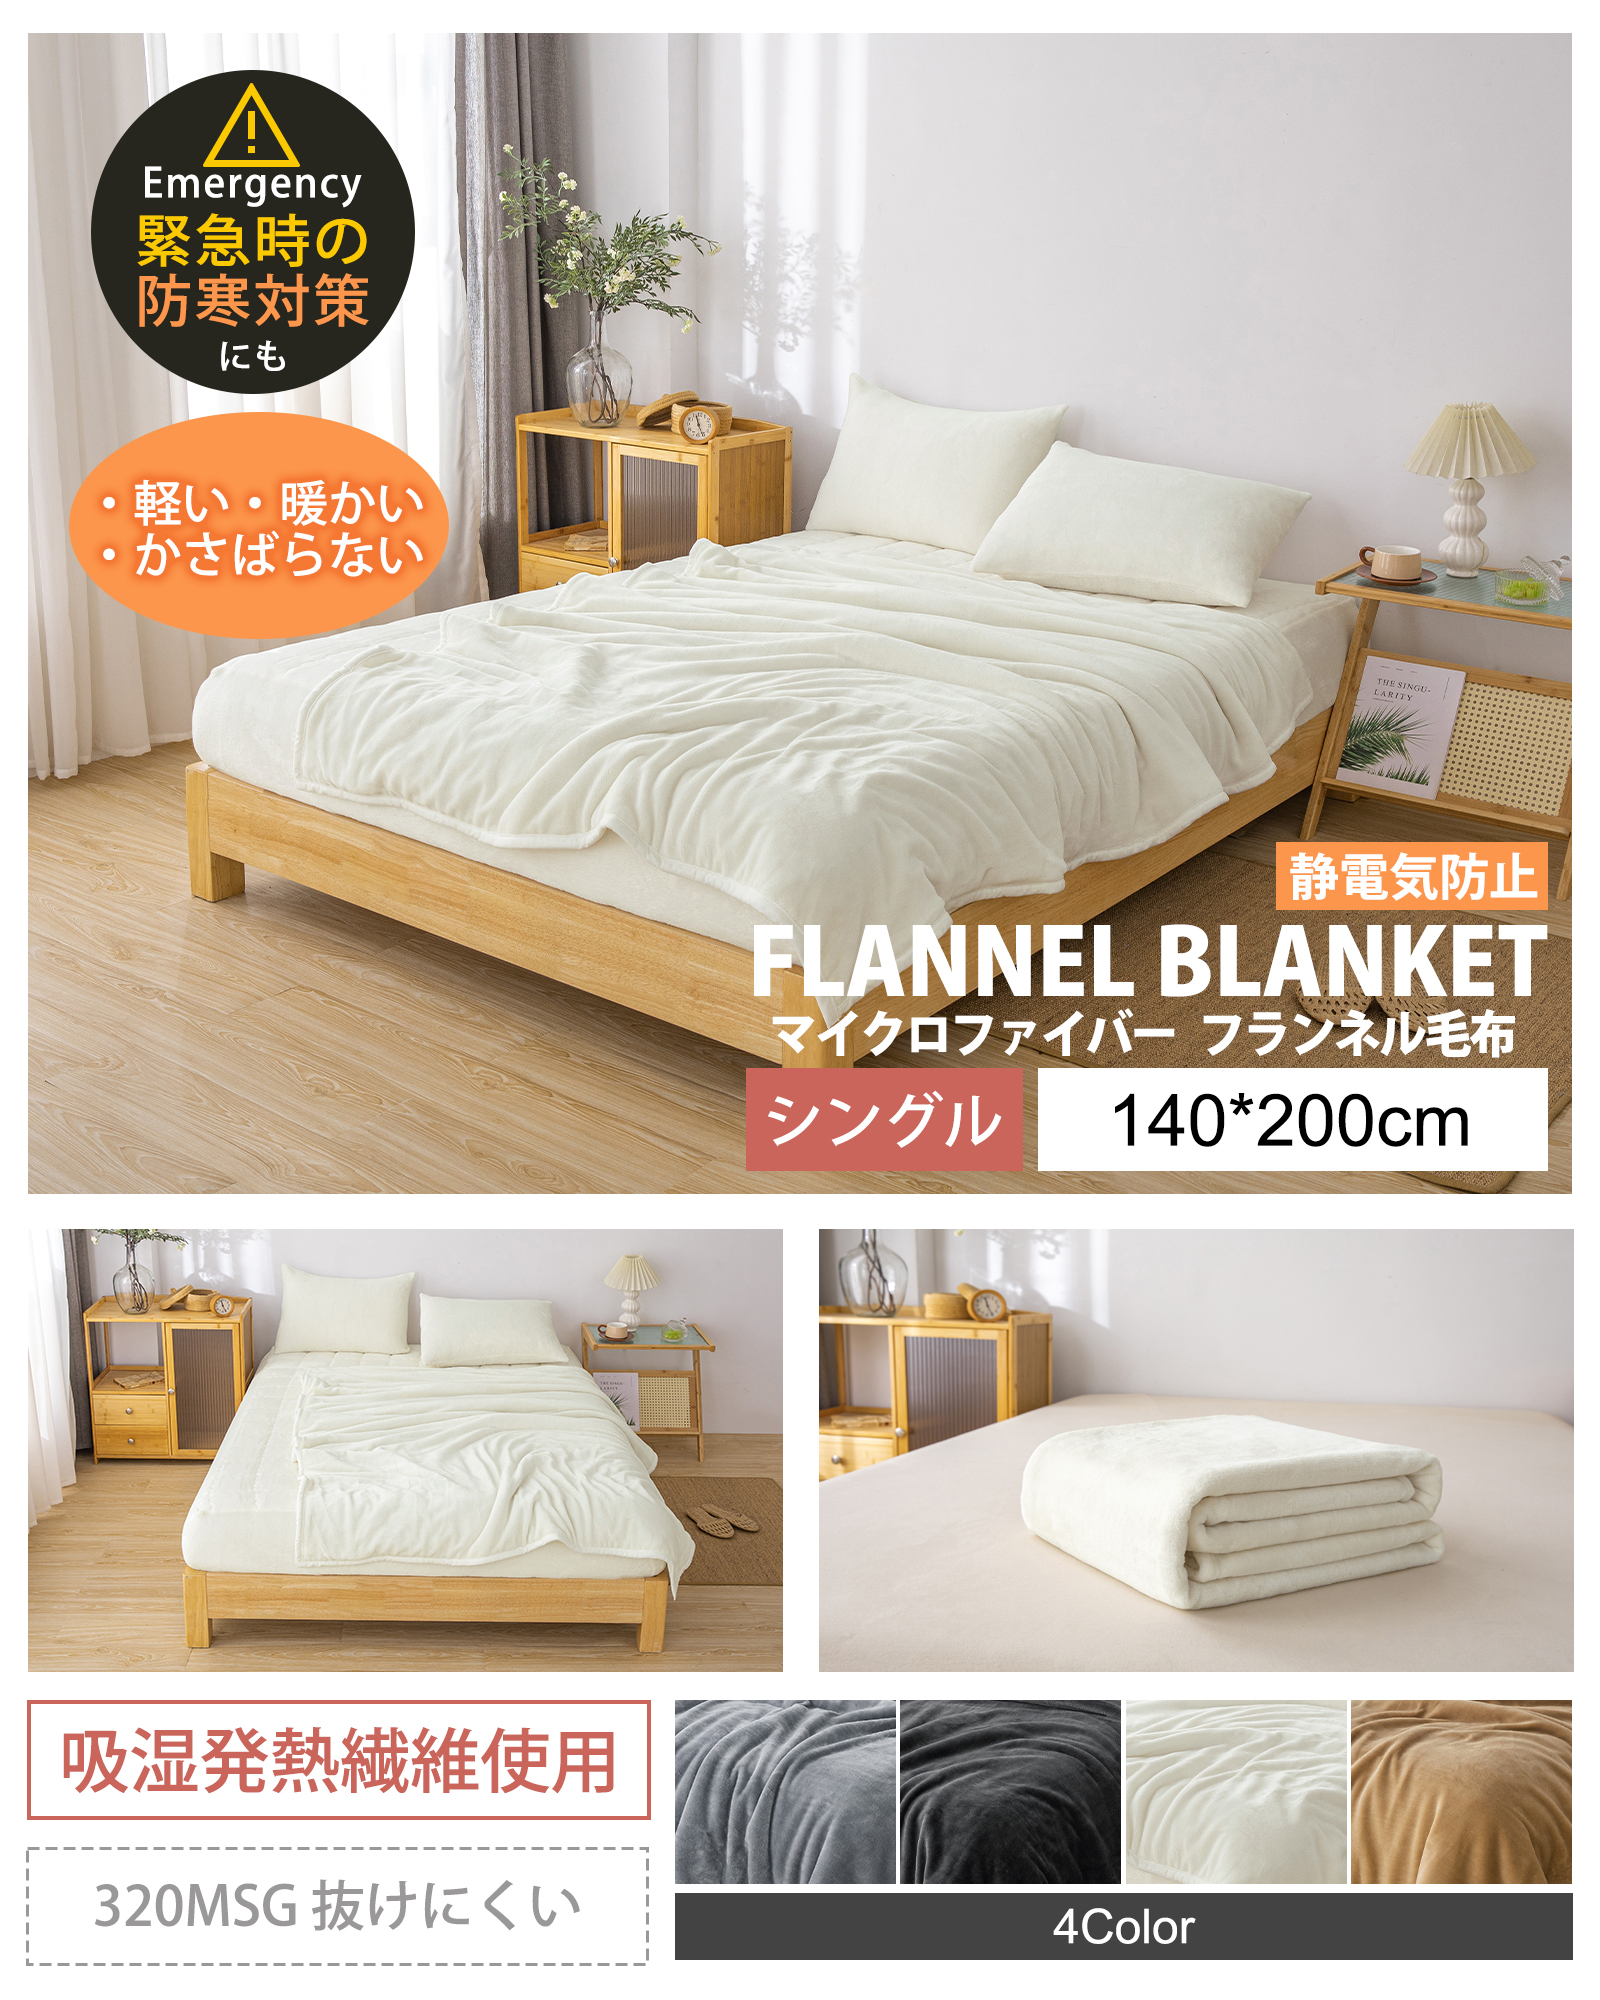 Emergency
緊急時の
防寒対策
にも
・軽い・暖かい
・かさばらない
THE SINGU-
LARITY
静電気防止
FLANNEL BLANKET
マイクロファイバー フランネル毛布
シングル
140*200cm
吸湿発熱繊維使用
320MSG 抜けにくい
4Color